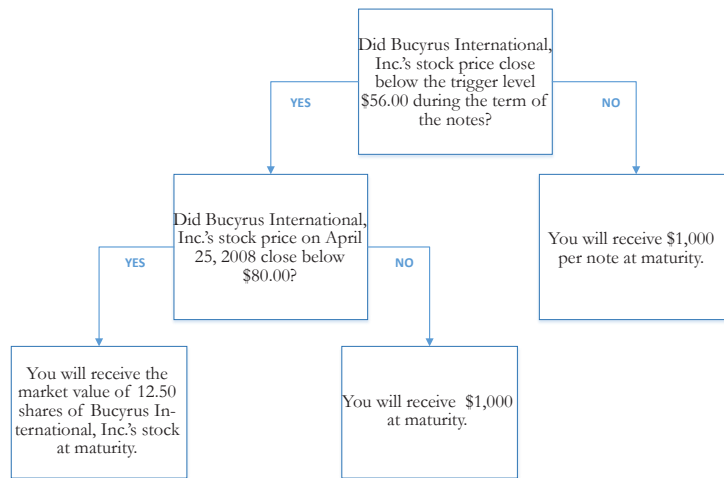 Did Bucyrus International,
Inc.'s stock price close
below the trigger level
$56.00 during the term of
the notes?
YES
NO
Did Bucyrus International,
Inc.'s stock price on April
25, 2008 close below
$80.00?
You will receive $1,000
per note at maturity.
YES
NO
You will receive the
market value of 12.50
shares of Bucyrus In-
ternational, Inc.'s stock
at maturity.
You will receive $1,000
at maturity.